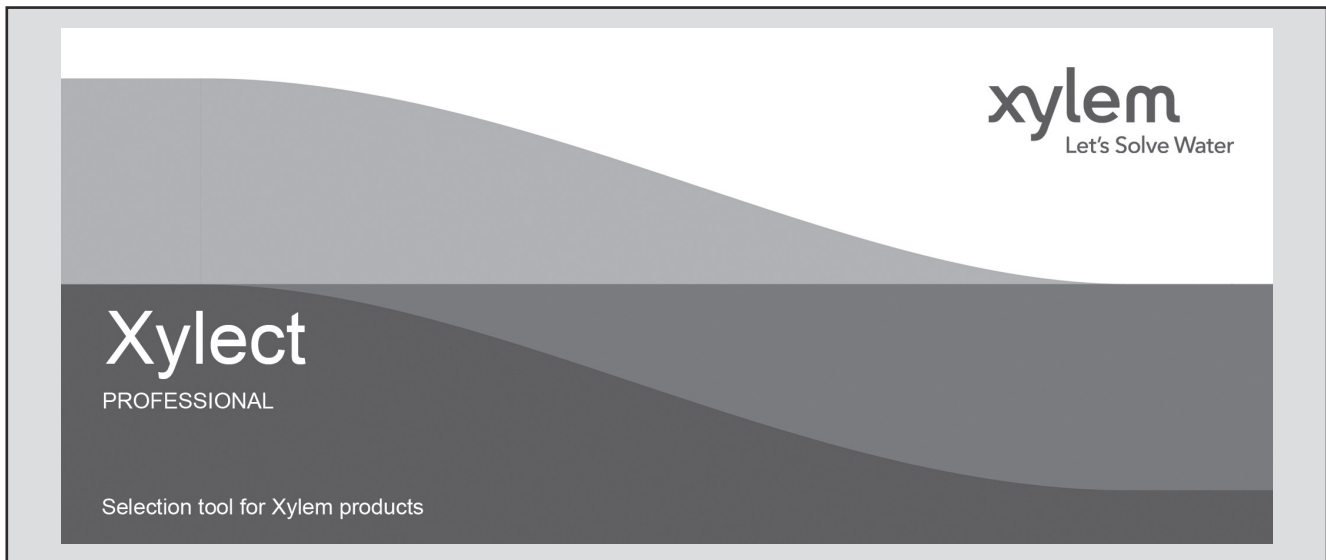 xylem
Let's Solve Water
Xylect
PROFESSIONAL
Selection tool for Xylem products